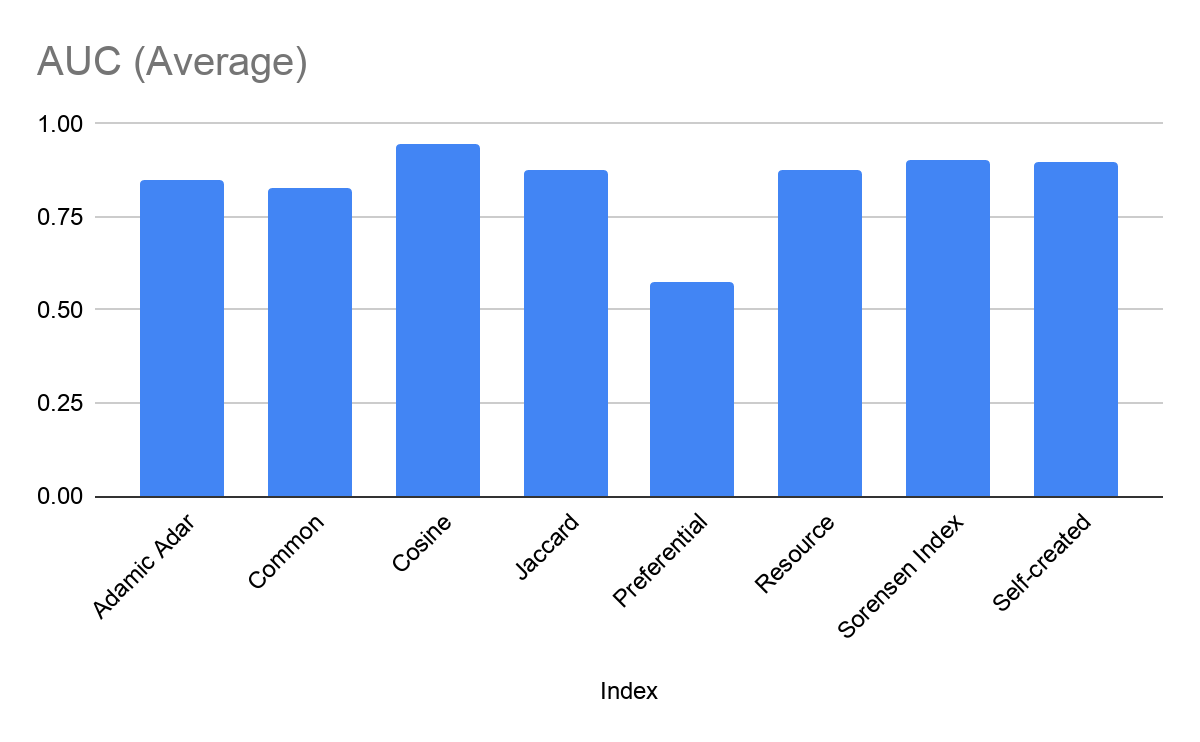 AUC (Average)
1.00
0.75
0.50
0.25
0.00
Adamic Adar
Common
Cosine
Jaccard
Preferential
Resource
Sorensen Index
Self-created
Index